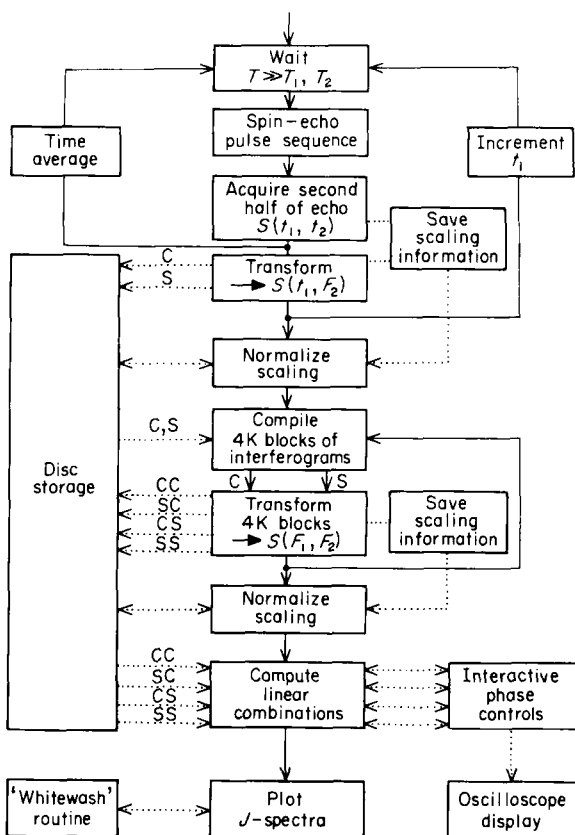 Wait
T≫T₁, T₂
Time
average
Spin–echo
pulse sequence
Increment
t₁
Acquire second
half of echo
S(t₁, t₂)
Save
scaling
information
C
S
Transform
→ S(t₁, F₂)
Normalize
scaling
C,S
Compile
4K blocks of
interferograms
Disc
storage
C
S
CC
SC
CS
SS
Transform
4K blocks
→ S(F₁, F₂)
Save
scaling
information
Normalize
scaling
CC
SC
CS
SS
Compute
linear
combinations
Interactive
phase
controls
'Whitewash'
routine
Plot
J–spectra
Oscilloscope
display